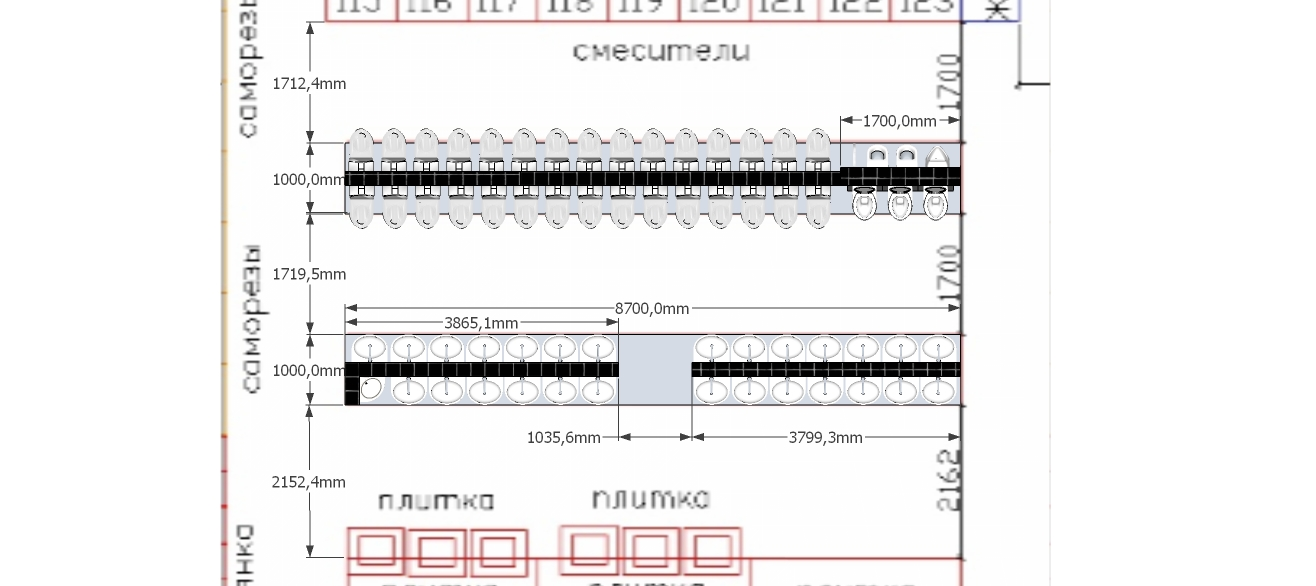 115 116 117 118 119 120 121 122 123 Ж
саморезы
смесители
1712,4mm
1700
1700,0mm
1000,0mm
саморезы
1719,5mm
1700
8700,0mm
3865,1mm
1000,0mm
1035,6mm
3799,3mm
2152,4mm
2162
плитка плитка